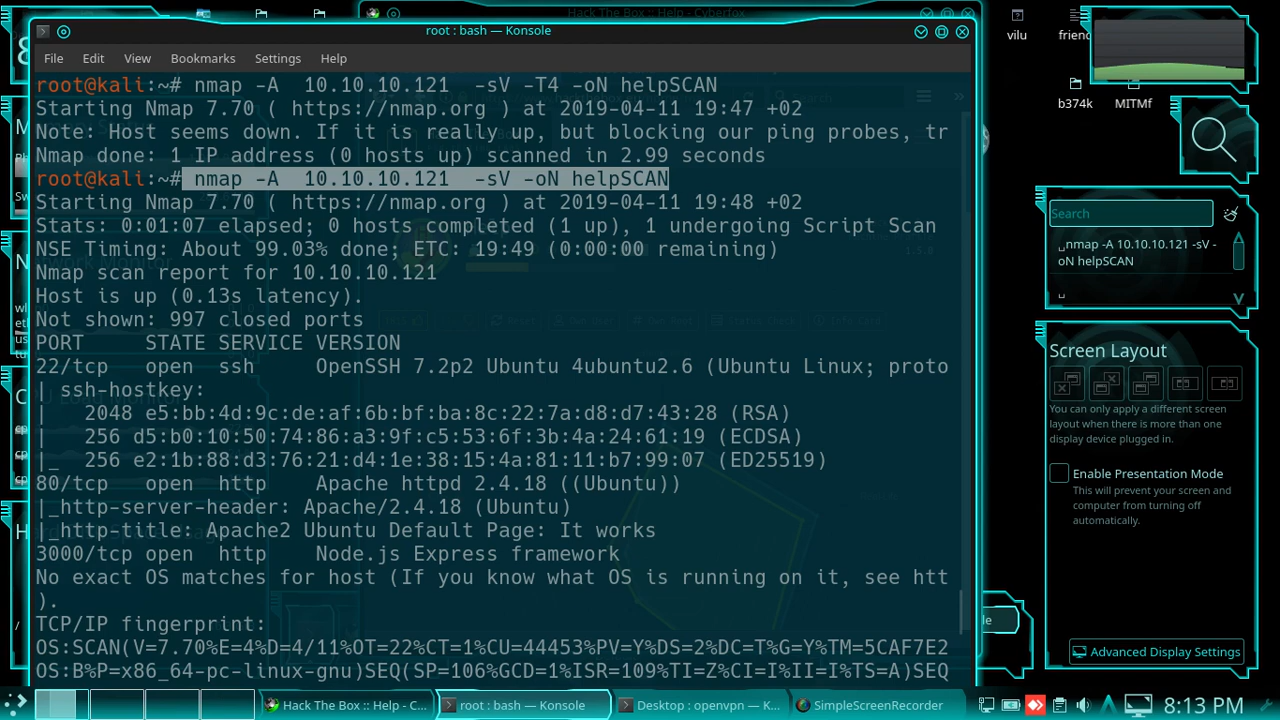 Hack The Box :: Help - Cyberfox
root : bash — Konsole
File Edit View Bookmarks Settings Help
root@kali:~# nmap -A  10.10.10.121  -sV -T4 -oN helpSCAN
Starting Nmap 7.70 ( https://nmap.org ) at 2019-04-11 19:47 +02
Note: Host seems down. If it is really up, but blocking our ping probes, tr
Nmap done: 1 IP address (0 hosts up) scanned in 2.99 seconds
root@kali:~# nmap -A  10.10.10.121  -sV -oN helpSCAN
Starting Nmap 7.70 ( https://nmap.org ) at 2019-04-11 19:48 +02
Stats: 0:01:07 elapsed; 0 hosts completed (1 up), 1 undergoing Script Scan
NSE Timing: About 99.03% done; ETC: 19:49 (0:00:00 remaining)
Nmap scan report for 10.10.10.121
Host is up (0.13s latency).
Not shown: 997 closed ports
PORT     STATE SERVICE VERSION
22/tcp   open  ssh     OpenSSH 7.2p2 Ubuntu 4ubuntu2.6 (Ubuntu Linux; proto
| ssh-hostkey:
|   2048 e5:bb:4d:9c:de:af:6b:bf:ba:8c:22:7a:d8:d7:43:28 (RSA)
|   256 d5:b0:10:50:74:86:a3:9f:c5:53:6f:3b:4a:24:61:19 (ECDSA)
|_  256 e2:1b:88:d3:76:21:d4:1e:38:15:4a:81:11:b7:99:07 (ED25519)
80/tcp   open  http    Apache httpd 2.4.18 ((Ubuntu))
|_http-server-header: Apache/2.4.18 (Ubuntu)
|_http-title: Apache2 Ubuntu Default Page: It works
3000/tcp open  http    Node.js Express framework
No exact OS matches for host (If you know what OS is running on it, see htt
).
TCP/IP fingerprint:
OS:SCAN(V=7.70%E=4%D=4/11%OT=22%CT=1%CU=44453%PV=Y%DS=2%DC=T%G=Y%TM=5CAF7E2
OS:B%P=x86_64-pc-linux-gnu)SEQ(SP=106%GCD=1%ISR=109%TI=Z%CI=I%II=I%TS=A)SEQ
vilu
b374k MITMf
Search
nmap -A 10.10.10.121 -sV -
oN helpSCAN
Screen Layout
You can only apply a different screen
layout when there is more than one
display device plugged in.
Enable Presentation Mode
This will prevent your screen and
computer from turning off
automatically.
Advanced Display Settings
Hack The Box :: Help - C...
root : bash — Konsole
Desktop : openvpn — K...
SimpleScreenRecorder
8:13 PM